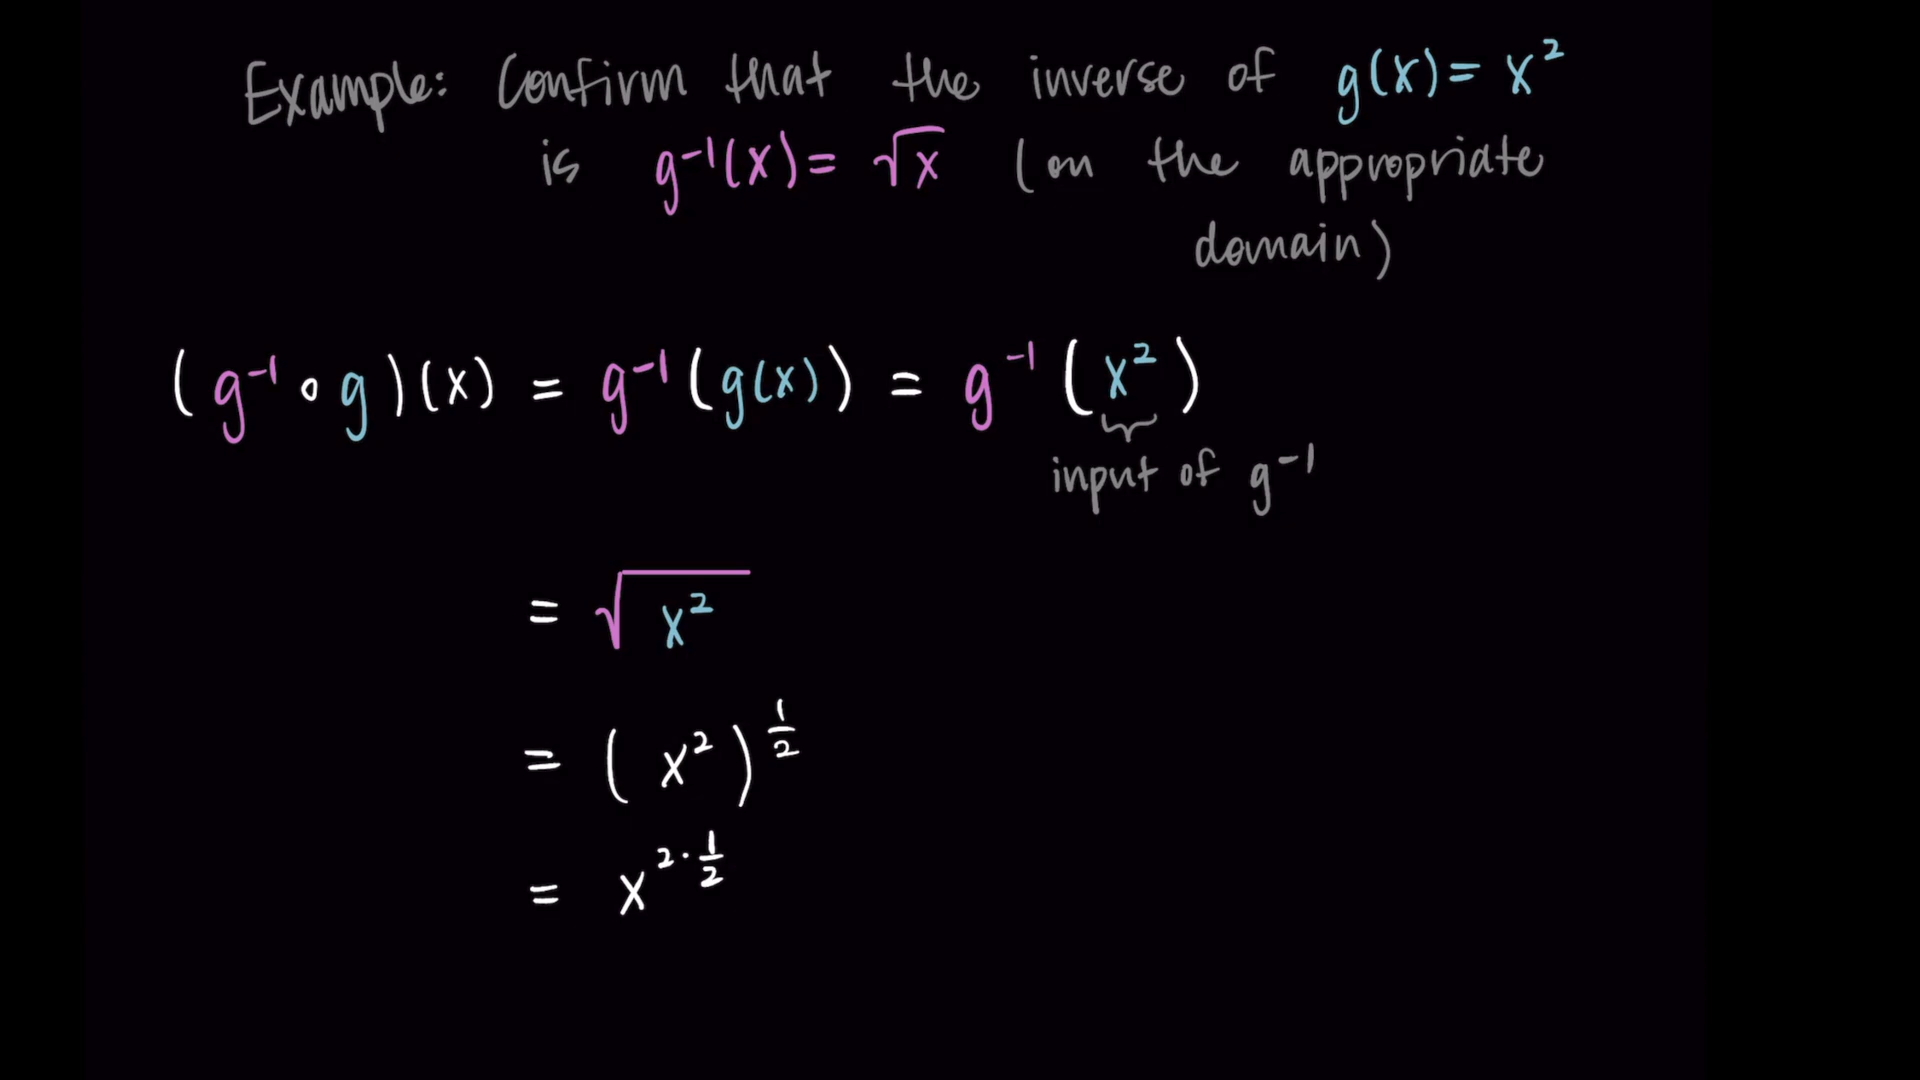 Example: Confirm that the inverse of g(x) = x²
is g⁻¹(x) = √x (on the appropriate
domain)
(g⁻¹ ∘ g)(x) = g⁻¹(g(x)) = g⁻¹(x²)
input of g⁻¹
= √x²
= (x²)^½
= x^2·½